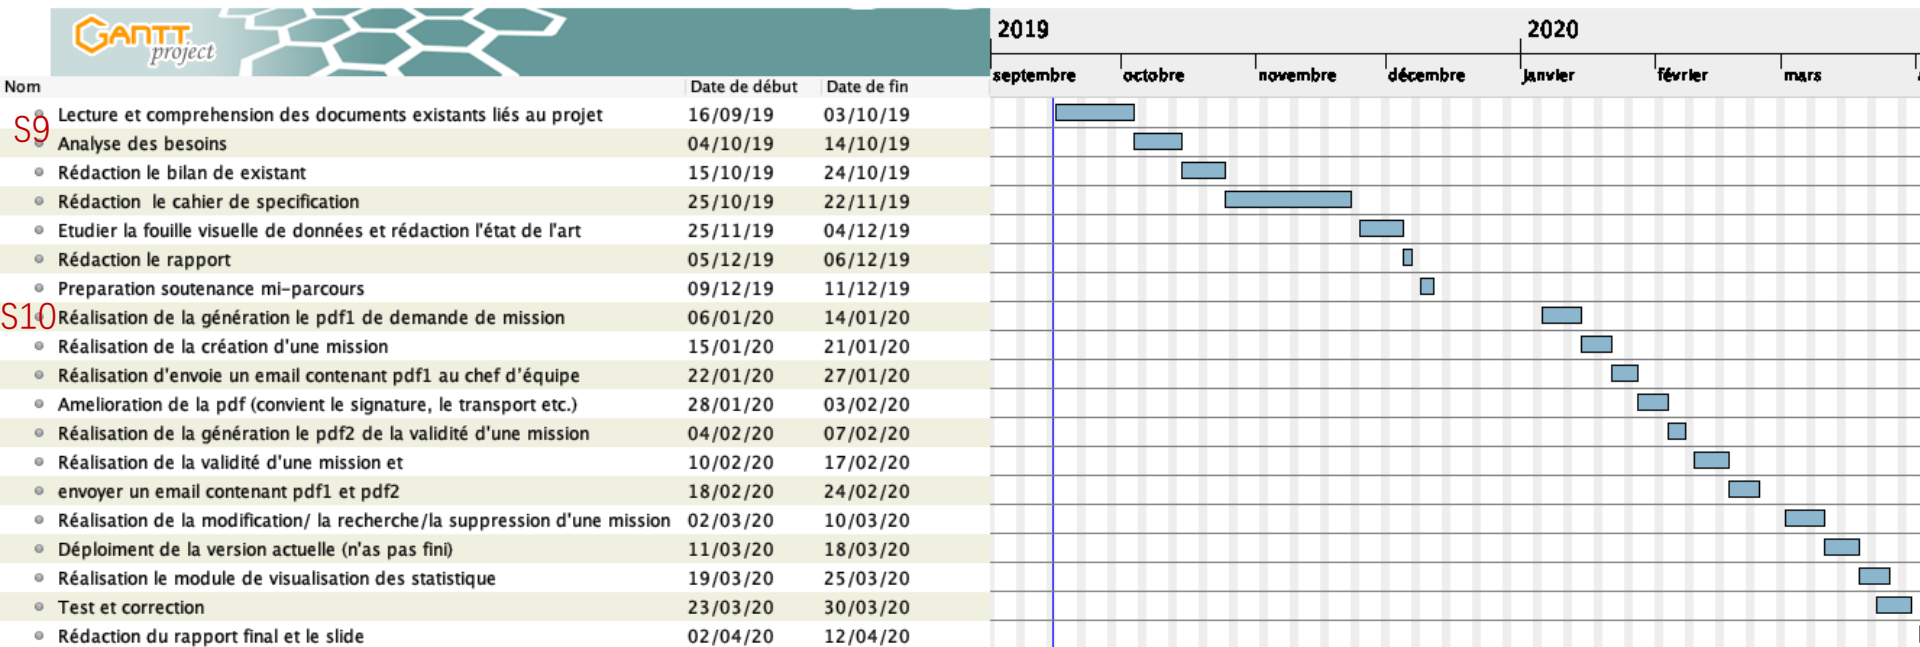 GANTT project
2019 2020
septembre octobre novembre décembre janvier février mars
Nom Date de début Date de fin
Lecture et comprehension des documents existants liés au projet 16/09/19 03/10/19
S9
Analyse des besoins 04/10/19 14/10/19
Rédaction le bilan de existant 15/10/19 24/10/19
Rédaction le cahier de specification 25/10/19 22/11/19
Etudier la fouille visuelle de données et rédaction l'état de l'art 25/11/19 04/12/19
Rédaction le rapport 05/12/19 06/12/19
Preparation soutenance mi-parcours 09/12/19 11/12/19
S10 Réalisation de la génération le pdf1 de demande de mission 06/01/20 14/01/20
Réalisation de la création d'une mission 15/01/20 21/01/20
Réalisation d'envoie un email contenant pdf1 au chef d'équipe 22/01/20 27/01/20
Amelioration de la pdf (convient le signature, le transport etc.) 28/01/20 03/02/20
Réalisation de la génération le pdf2 de la validité d'une mission 04/02/20 07/02/20
Réalisation de la validité d'une mission et 10/02/20 17/02/20
envoyer un email contenant pdf1 et pdf2 18/02/20 24/02/20
Réalisation de la modification/ la recherche/la suppression d'une mission 02/03/20 10/03/20
Déploiment de la version actuelle (n'as pas fini) 11/03/20 18/03/20
Réalisation le module de visualisation des statistique 19/03/20 25/03/20
Test et correction 23/03/20 30/03/20
Rédaction du rapport final et le slide 02/04/20 12/04/20